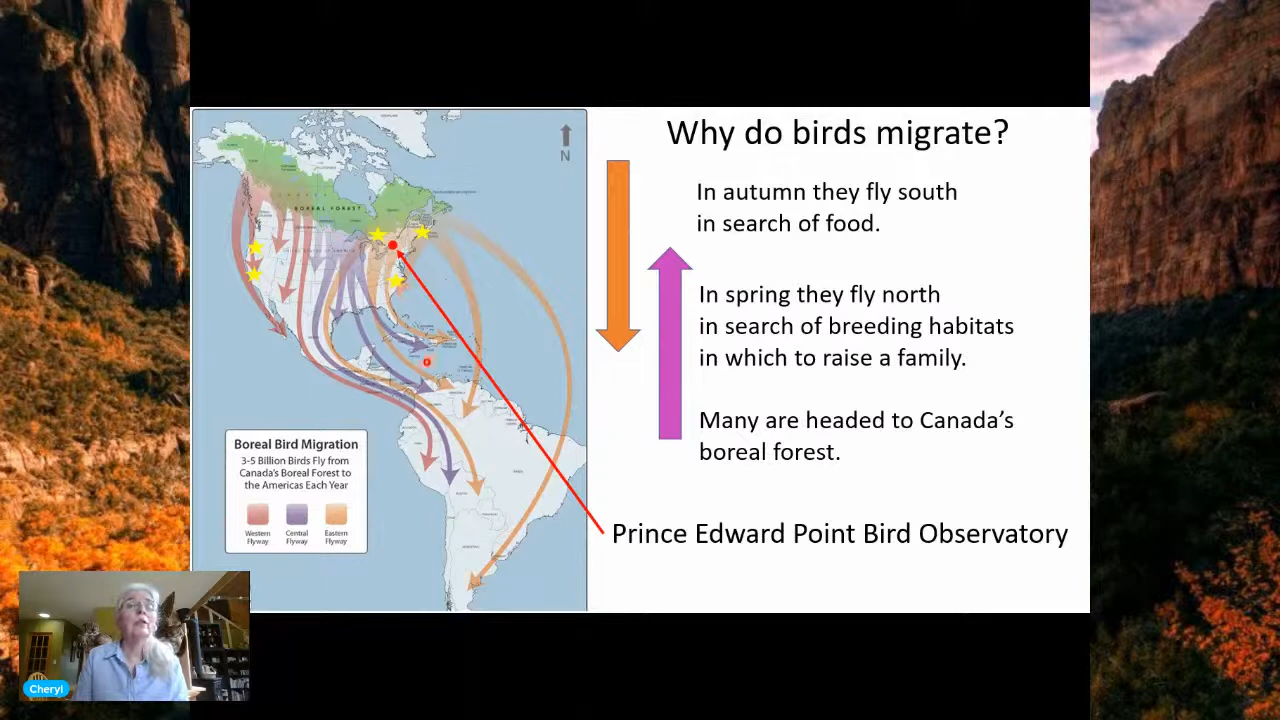 Why do birds migrate?
In autumn they fly south
in search of food.
In spring they fly north
in search of breeding habitats
in which to raise a family.
Many are headed to Canada’s
boreal forest.
Prince Edward Point Bird Observatory
N
BOREAL FOREST
Boreal Bird Migration
3-5 Billion Birds Fly from
Canada's Boreal Forest to
the Americas Each Year
Western
Flyway
Central
Flyway
Eastern
Flyway
Cheryl